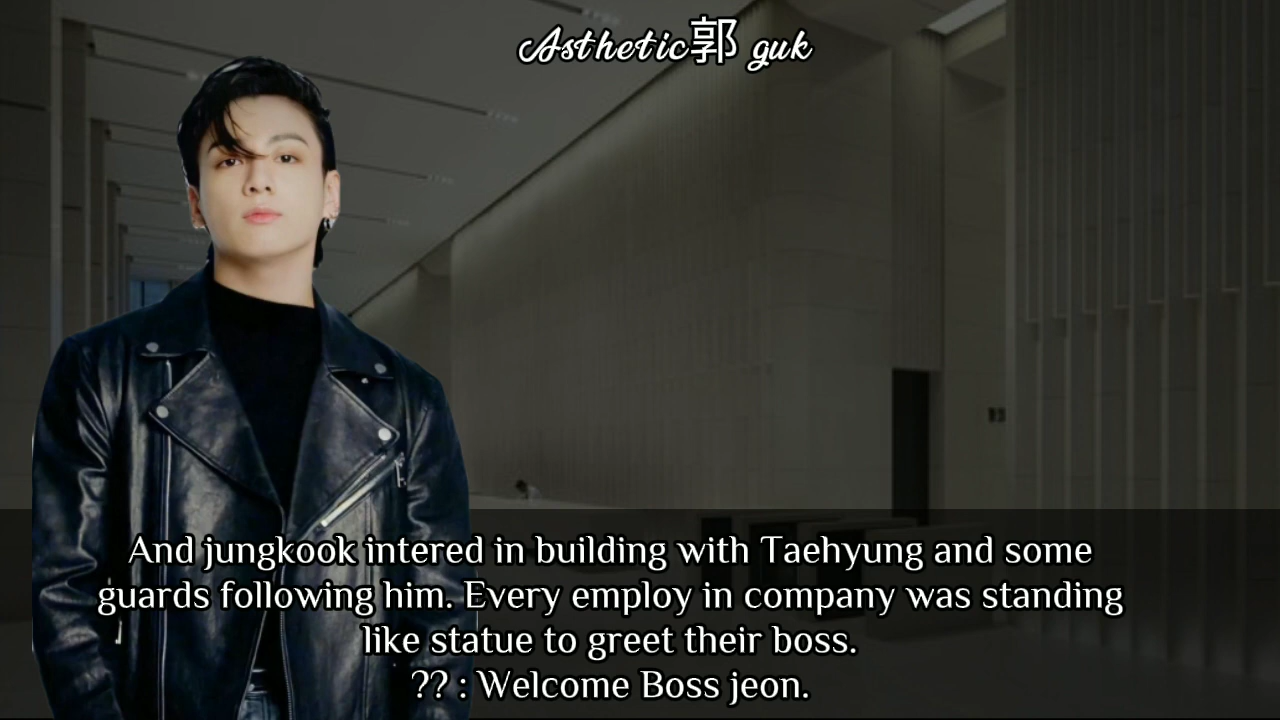 Asthetic郭 guk
And jungkook intered in building with Taehyung and some
guards following him. Every employ in company was standing
like statue to greet their boss.
?? : Welcome Boss jeon.